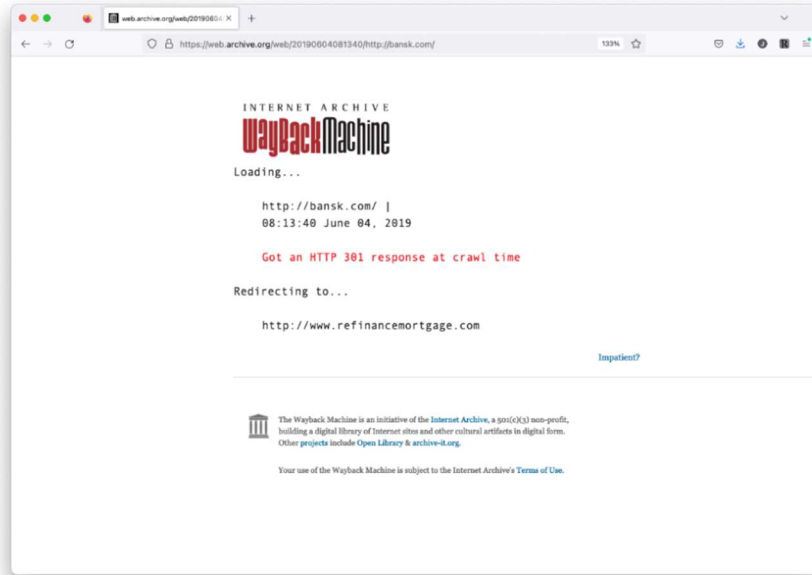 web.archive.org/web/20190604
https://web.archive.org/web/20190604081340/http://bansk.com/
133%
INTERNET ARCHIVE
WayBackMachine
Loading...
http://bansk.com/ |
08:13:40 June 04, 2019
Got an HTTP 301 response at crawl time
Redirecting to...
http://www.refinancemortgage.com
Impatient?
The Wayback Machine is an initiative of the Internet Archive, a 501(c)(3) non-profit,
building a digital library of Internet sites and other cultural artifacts in digital form.
Other projects include Open Library & archive-it.org.
Your use of the Wayback Machine is subject to the Internet Archive's Terms of Use.